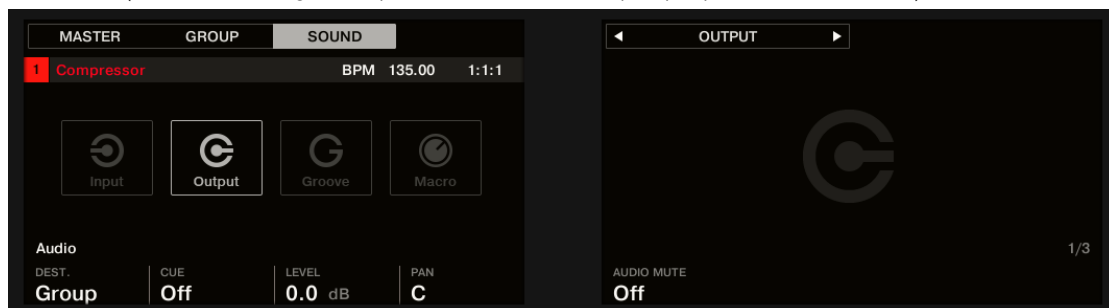 MASTER GROUP SOUND
1 Compressor BPM 135.00 1:1:1
Input Output Groove Macro
Audio
DEST. CUE LEVEL PAN
Group Off 0.0 dB C
OUTPUT
1/3
AUDIO MUTE
Off